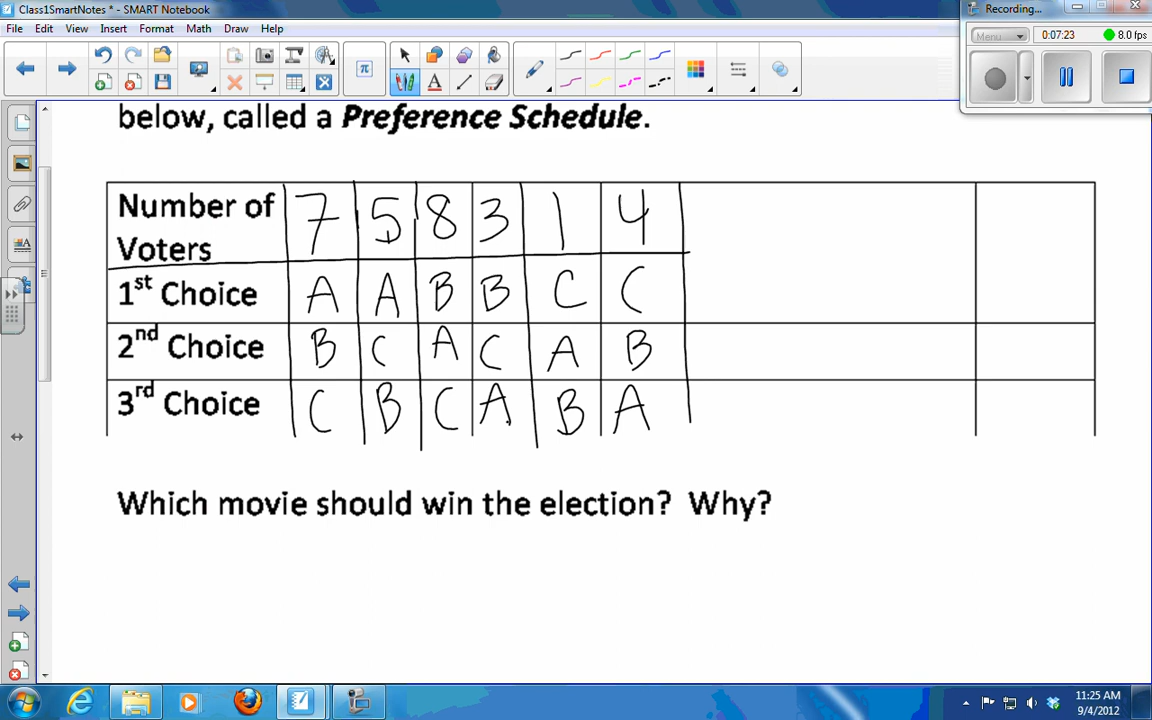 Class1SmartNotes * - SMART Notebook
Recording...
File Edit View Insert Format Math Draw Help
Menu 0:07:23 8.0 fps
π A
below, called a Preference Schedule.
Number of Voters 7 5 8 3 1 4
1st Choice A A B B C C
2nd Choice B C A C A B
3rd Choice C B C A B A
Which movie should win the election? Why?
11:25 AM
9/4/2012